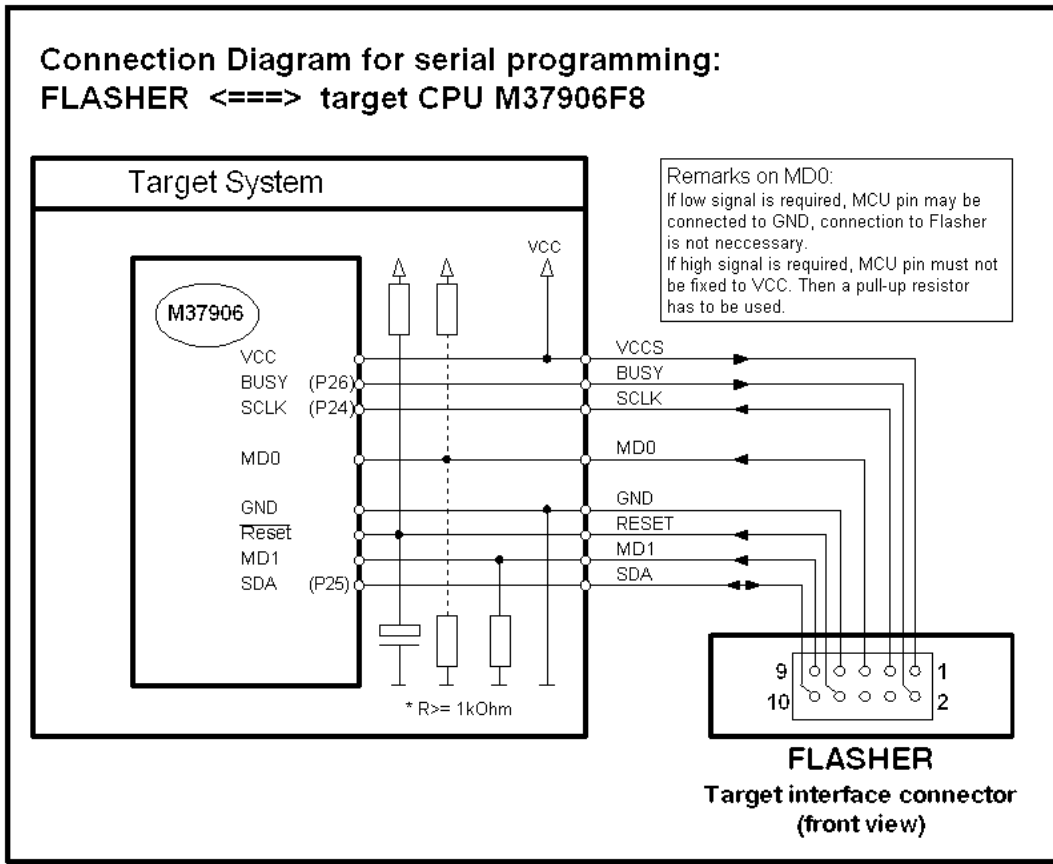 Connection Diagram for serial programming:
FLASHER <===> target CPU M37906F8
Target System
Remarks on MD0:
If low signal is required, MCU pin may be
connected to GND, connection to Flasher
is not neccessary.
If high signal is required, MCU pin must not
be fixed to VCC. Then a pull-up resistor
has to be used.
VCC
M37906
VCC
BUSY (P26)
SCLK (P24)
MD0
GND
Reset
MD1
SDA (P25)
VCCS
BUSY
SCLK
MD0
GND
RESET
MD1
SDA
* R>= 1kOhm
9 1
10 2
FLASHER
Target interface connector
(front view)